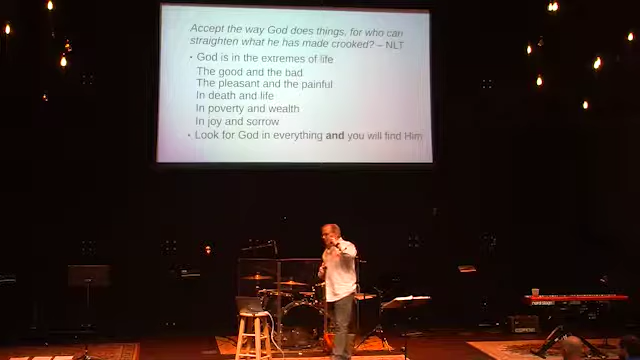 Accept the way God does things, for who can
straighten what he has made crooked? – NLT
• God is in the extremes of life
The good and the bad
The pleasant and the painful
In death and life
In poverty and wealth
In joy and sorrow
• Look for God in everything and you will find Him
nord stage